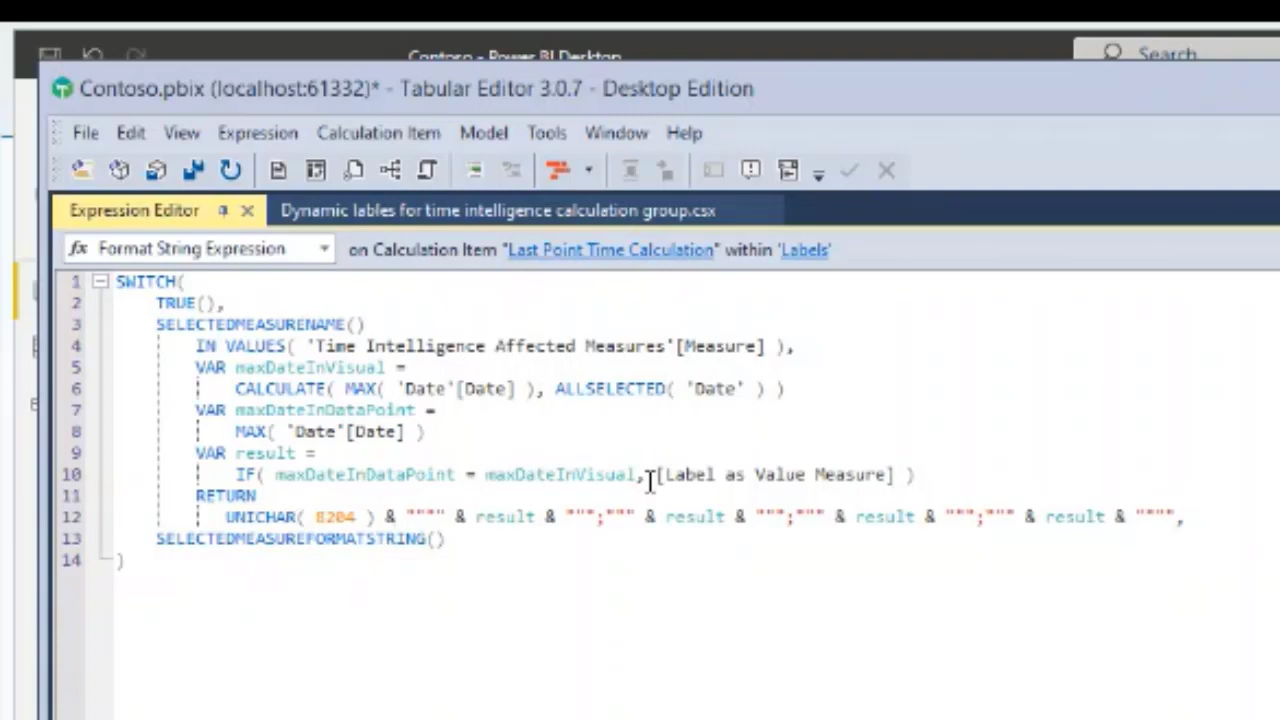 Contoso - Power BI Desktop
Search
Contoso.pbix (localhost:61332)* - Tabular Editor 3.0.7 - Desktop Edition
File Edit View Expression Calculation Item Model Tools Window Help
Expression Editor Dynamic lables for time intelligence calculation group.csx
fx Format String Expression on Calculation Item "Last Point Time Calculation" within 'Labels'
1 SWITCH(
2 TRUE(),
3 SELECTEDMEASURENAME()
4 IN VALUES( 'Time Intelligence Affected Measures'[Measure] ),
5 VAR maxDateInVisual =
6 CALCULATE( MAX( 'Date'[Date] ), ALLSELECTED( 'Date' ) )
7 VAR maxDateInDataPoint =
8 MAX( 'Date'[Date] )
9 VAR result =
10 IF( maxDateInDataPoint = maxDateInVisual, [Label as Value Measure] )
11 RETURN
12 UNICHAR( 8204 ) & """" & result & """;""" & result & """;""" & result & """;""" & result & """",
13 SELECTEDMEASUREFORMATSTRING()
14 )